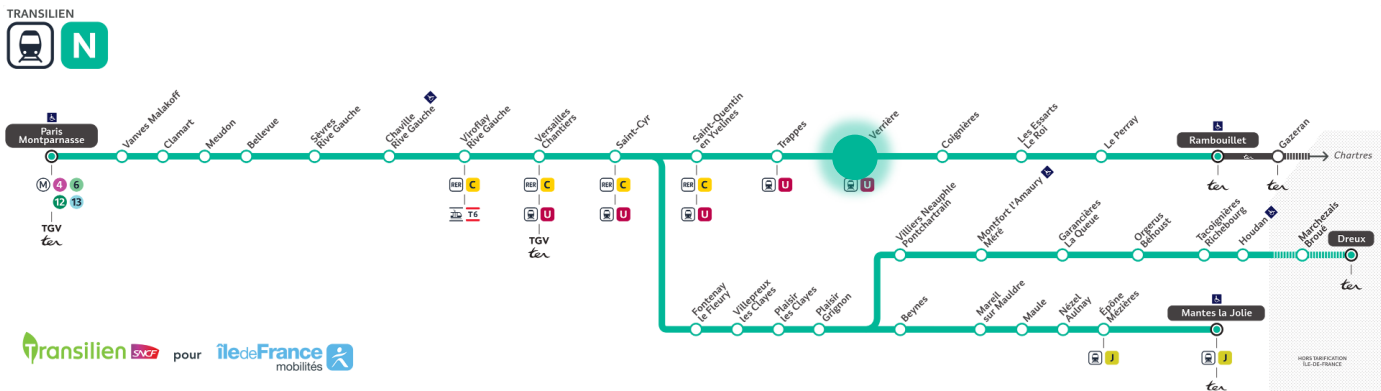 TRANSILIEN
N
Paris
Montparnasse
Vanves Malakoff
Clamart
Meudon
Bellevue
Sèvres
Rive Gauche
Chaville
Rive Gauche
Viroflay
Rive Gauche
Versailles
Chantiers
Saint-Cyr
Saint-Quentin
en Yvelines
Trappes
Verrière
Coignières
Les Essarts
Le Roi
Le Perray
Rambouillet
ter
Gazeran
Chartres
M 4 6
12 13
TGV
ter
RER C
T6
RER C
U
TGV
ter
RER C
U
RER C
U
U
U
ter
ter
Villiers Neauphle
Pontchartrain
Montfort l'Amaury
Méré
Garancières
La Queue
Orgerus
Béhoust
Tacoignières
Richebourg
Houdan
Marchezais
Broué
Dreux
ter
Fontenay
le Fleury
Villepreux
les Clayes
Plaisir
les Clayes
Plaisir
Grignon
Beynes
Mareil
sur Mauldre
Maule
Nézel
Aulnay
Épône
Mézières
J
Mantes la Jolie
J
ter
Transilien SNCF pour îledeFrance
mobilités
HORS TARIFICATION
ÎLE-DE-FRANCE